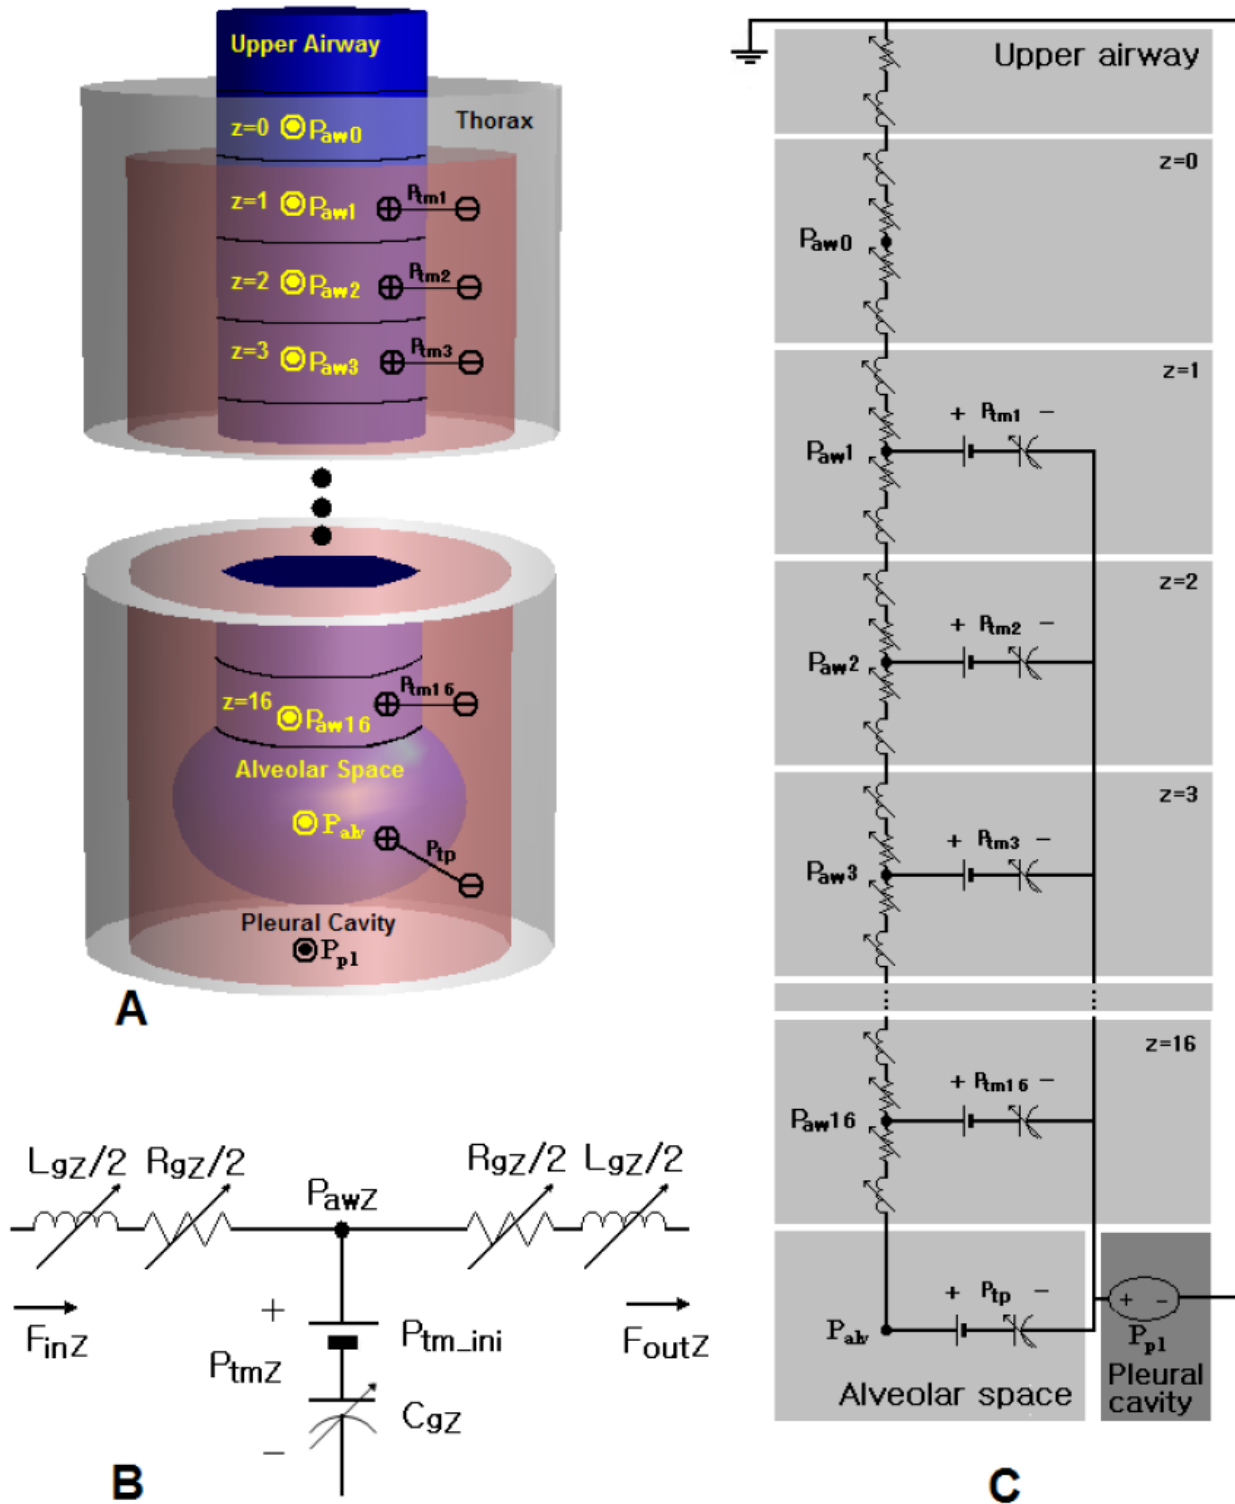 Upper Airway
Thorax
z=0 Paw0
z=1 Paw1 Ptm1
z=2 Paw2 Ptm2
z=3 Paw3 Ptm3
z=16 Paw16 Ptm16
Alveolar Space
Palv
Ptp
Pleural Cavity
Ppl
A
LgZ/2 RgZ/2 RgZ/2 LgZ/2
PawZ
+
FinZ Ptm_ini FoutZ
PtmZ
CgZ
−
B
Upper airway
z=0
Paw0
z=1
+ Ptm1 −
Paw1
z=2
+ Ptm2 −
Paw2
z=3
+ Ptm3 −
Paw3
z=16
+ Ptm16 −
Paw16
+ Ptp −
+ −
Palv
Ppl
Alveolar space
Pleural
cavity
C